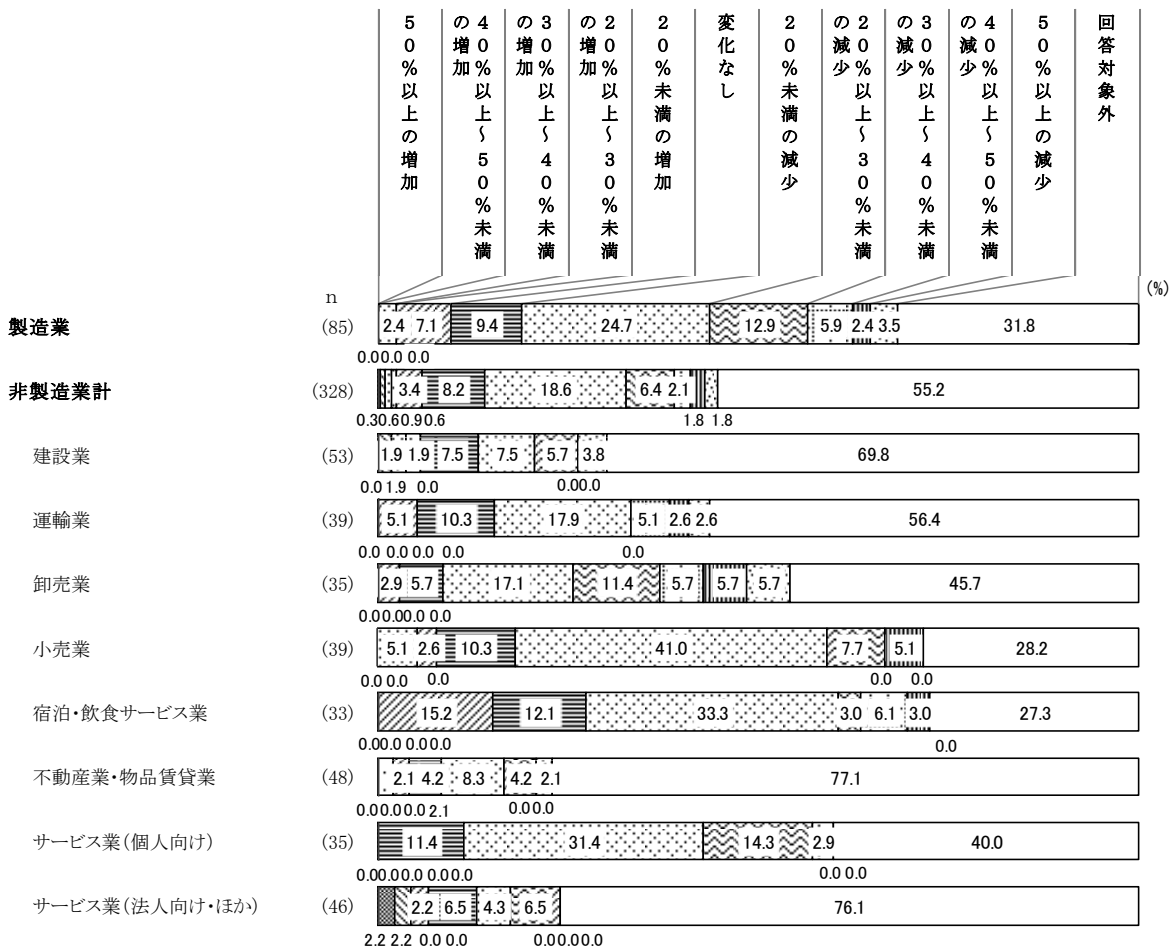 50%以上の増加
40%以上~50%未満
の増加
30%以上~40%未満
の増加
20%以上~30%未満
の増加
20%未満の増加
変化なし
20%未満の減少
20%以上~30%未満
の減少
30%以上~40%未満
の減少
40%以上~50%未満
の減少
50%以上の減少
回答対象外
n
(%)
製造業 (85) 2.4 7.1 9.4 24.7 12.9 5.9 2.4 3.5 31.8
0.0 0.0 0.0
非製造業計 (328) 3.4 8.2 18.6 6.4 2.1 55.2
0.3 0.6 0.9 0.6 1.8 1.8
建設業 (53) 1.9 1.9 7.5 7.5 5.7 3.8 69.8
0.0 1.9 0.0 0.0 0.0
運輸業 (39) 5.1 10.3 17.9 5.1 2.6 2.6 56.4
0.0 0.0 0.0 0.0 0.0
卸売業 (35) 2.9 5.7 17.1 11.4 5.7 5.7 5.7 45.7
0.0 0.0 0.0 0.0 0.0
小売業 (39) 5.1 2.6 10.3 41.0 7.7 5.1 28.2
0.0 0.0 0.0 0.0 0.0
宿泊・飲食サービス業 (33) 15.2 12.1 33.3 3.0 6.1 3.0 27.3
0.0 0.0 0.0 0.0 0.0
不動産業・物品賃貸業 (48) 2.1 4.2 8.3 4.2 2.1 77.1
0.0 0.0 0.0 2.1 0.0 0.0
サービス業(個人向け) (35) 11.4 31.4 14.3 2.9 40.0
0.0 0.0 0.0 0.0 0.0 0.0 0.0
サービス業(法人向け・ほか) (46) 2.2 6.5 4.3 6.5 76.1
2.2 2.2 0.0 0.0 0.0 0.0 0.0